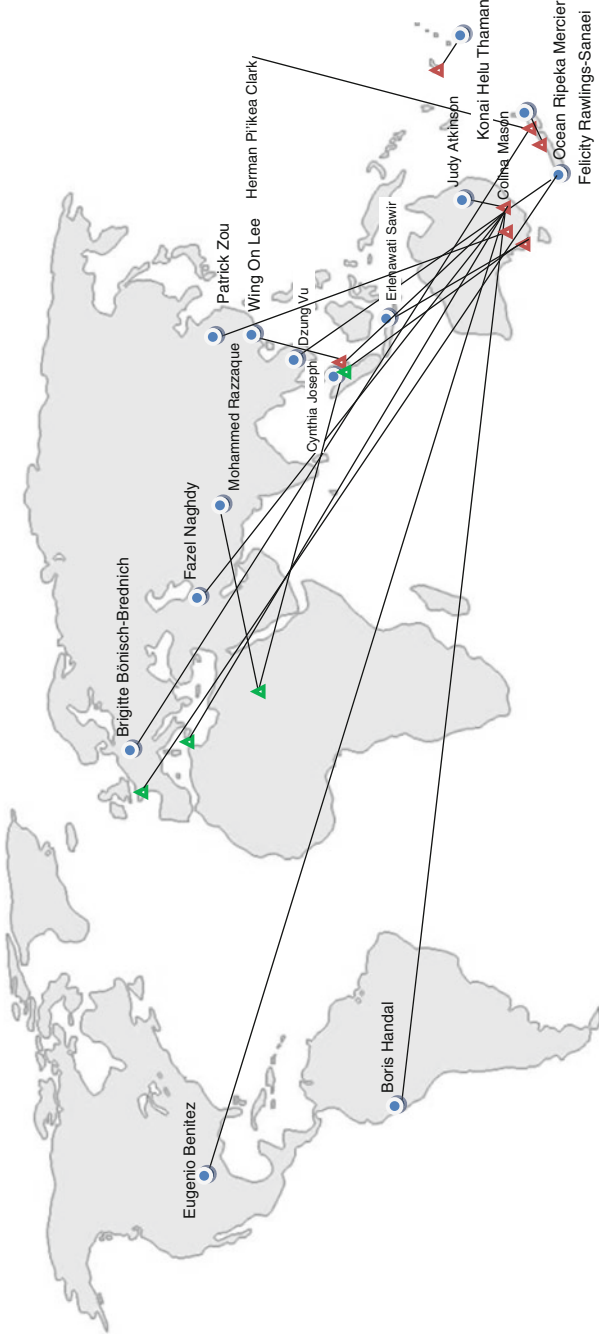 Eugenio Benitez
Boris Handal
Brigitte Bönisch-Brednich
Fazel Naghdy
Mohammed Razzaque
Patrick Zou
Wing On Lee
Herman Pi'ikea Clark
Dzung Vu
Cynthia Joseph
Erlenawati Sawir
Judy Atkinson
Konai Helu Thaman
Colina Mason
Ocean Ripeka Mercier
Felicity Rawlings-Sanaei